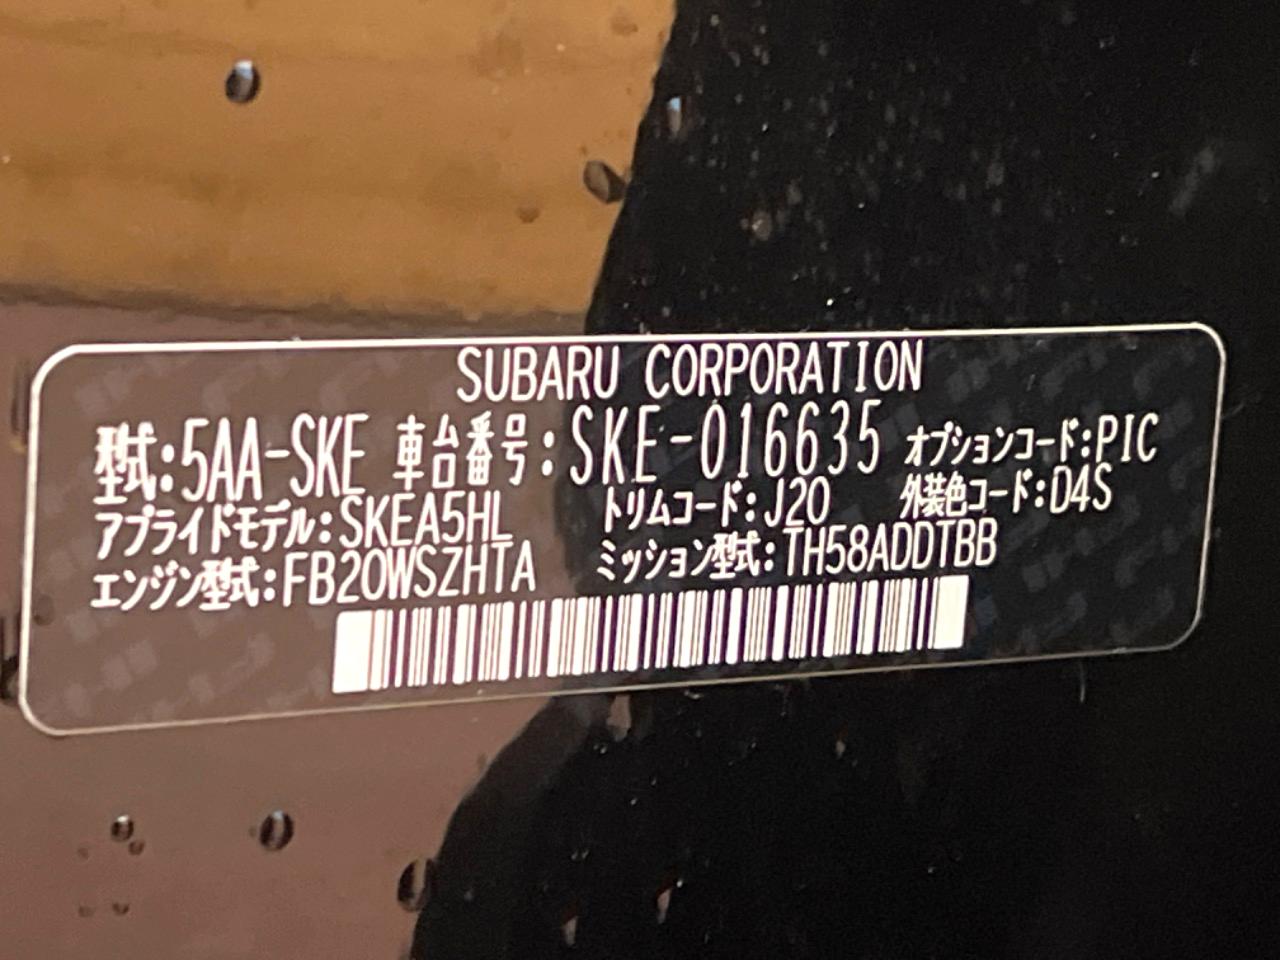 SUBARU CORPORATION
型式:5AA-SKE 車台番号:SKE-016635 オプションコード:PIC
アプライドモデル:SKEA5HL トリムコード:J20 外装色コード:D4S
エンジン型式:FB20WSZHTA ミッション型式:TH58ADDTBB